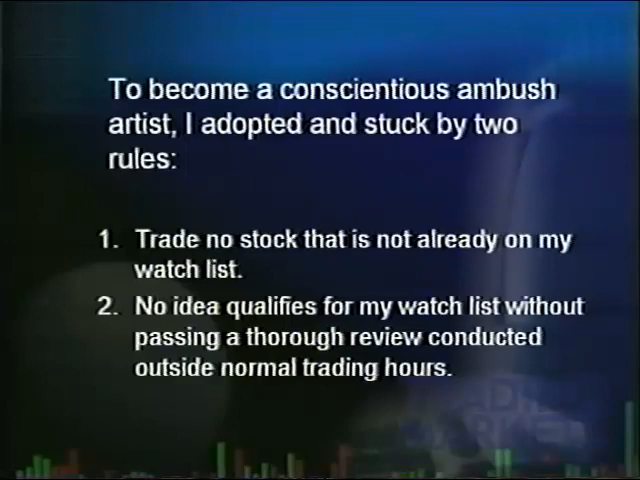 To become a conscientious ambush
artist, I adopted and stuck by two
rules:
1. Trade no stock that is not already on my
watch list.
2. No idea qualifies for my watch list without
passing a thorough review conducted
outside normal trading hours.